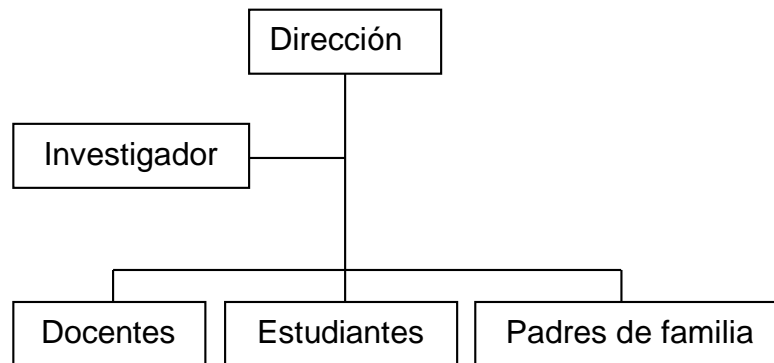 Dirección
Investigador
Docentes
Estudiantes
Padres de familia